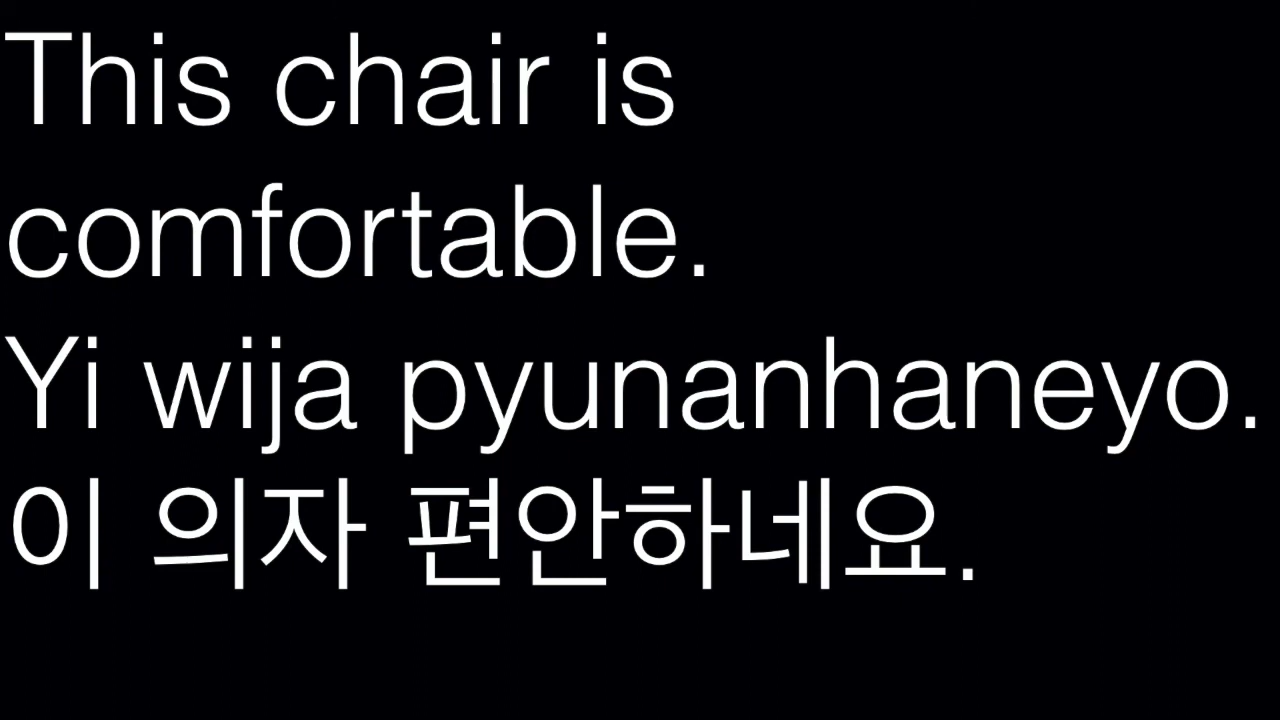 This chair is
comfortable.
Yi wija pyunanhaneyo.
이 의자 편안하네요.